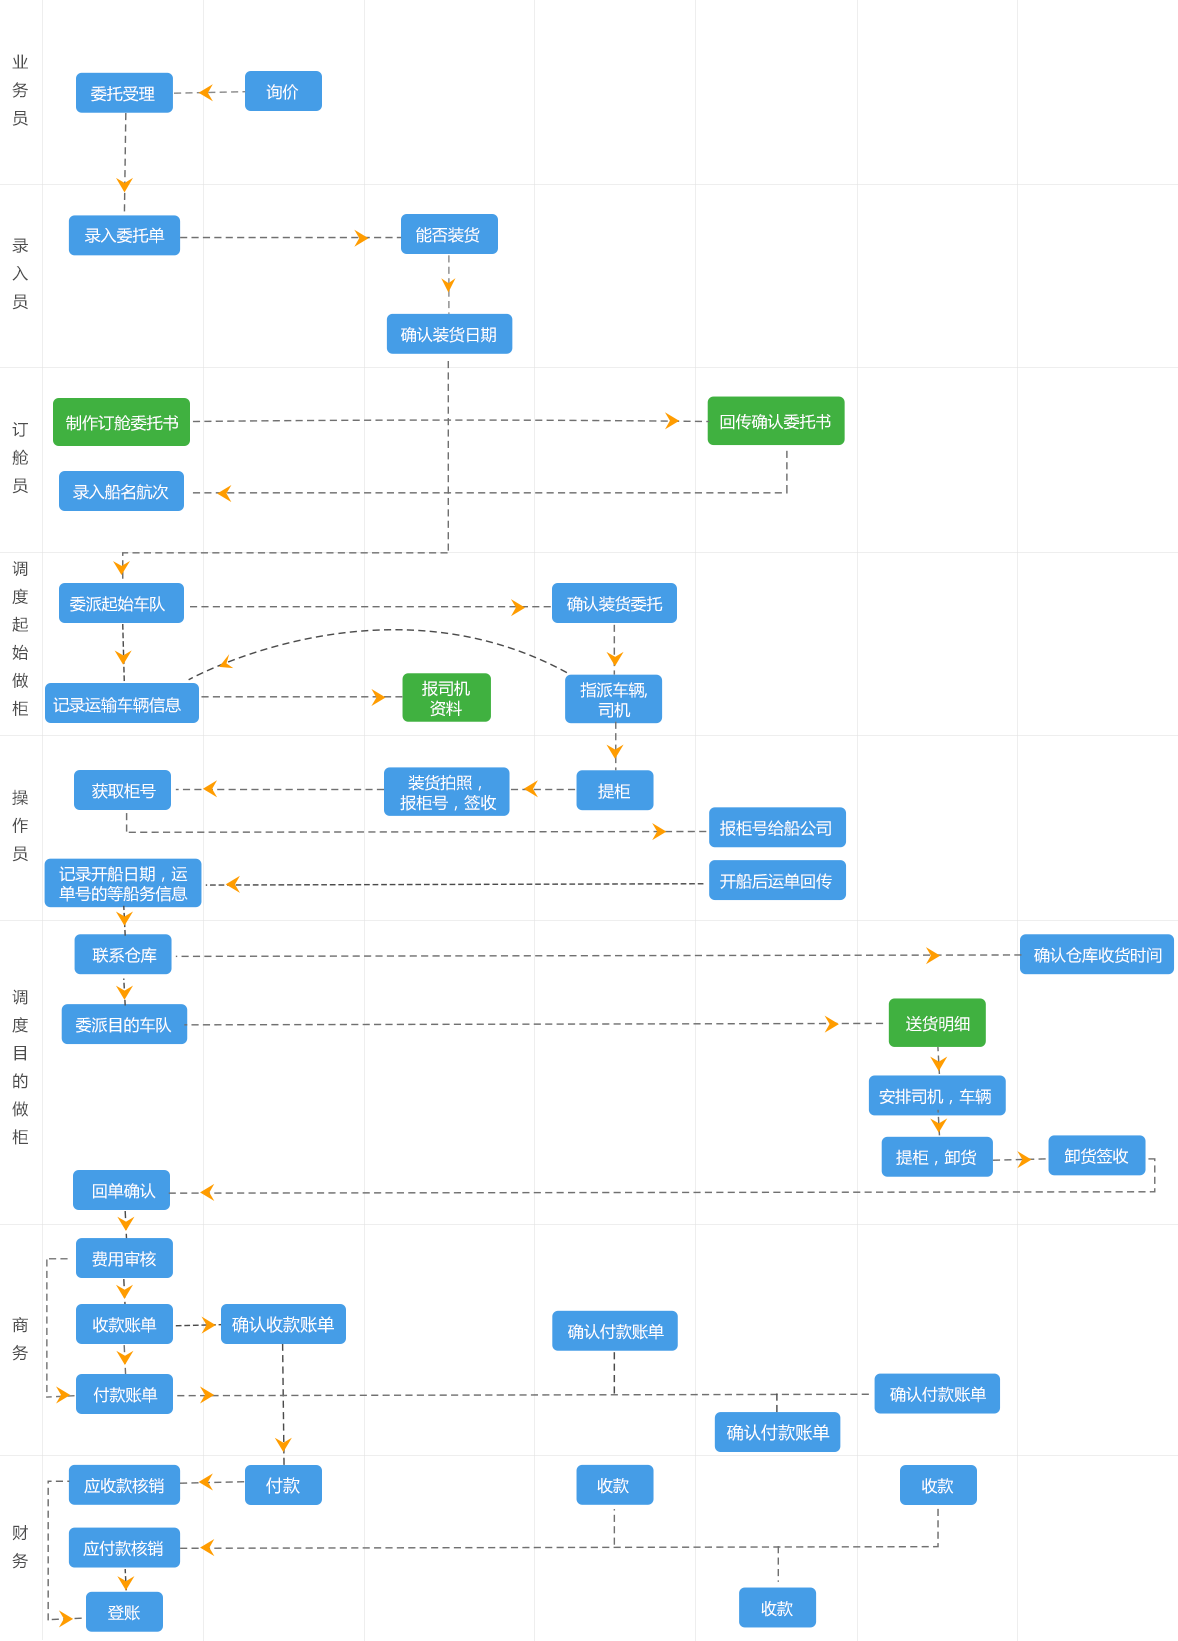 业务员
委托受理
询价
录入员
录入委托单
能否装货
确认装货日期
订舱员
制作订舱委托书
回传确认委托书
录入船名航次
调度起始做柜
委派起始车队
确认装货委托
记录运输车辆信息
报司机
资料
指派车辆,
司机
操作员
获取柜号
装货拍照，
报柜号，签收
提柜
报柜号给船公司
记录开船日期，运
单号的等船务信息
开船后运单回传
调度目的做柜
联系仓库
确认仓库收货时间
委派目的车队
送货明细
安排司机，车辆
提柜，卸货
卸货签收
回单确认
商务
费用审核
收款账单
确认收款账单
确认付款账单
付款账单
确认付款账单
确认付款账单
财务
应收款核销
付款
收款
收款
应付款核销
登账
收款